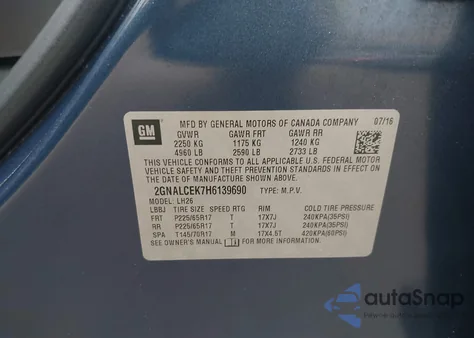 GM
MFD BY GENERAL MOTORS OF CANADA COMPANY 07/16
GVWR GAWR FRT GAWR RR
2250 KG 1175 KG 1240 KG
4960 LB 2590 LB 2733 LB
THIS VEHICLE CONFORMS TO ALL APPLICABLE U.S. FEDERAL MOTOR
VEHICLE SAFETY AND THEFT PREVENTION STANDARDS IN EFFECT ON
THE DATE OF MANUFACTURE SHOWN ABOVE.
2GNALCEK7H6139690 TYPE: M.P.V.
MODEL: LH26
LBBJ TIRE SIZE SPEED RTG RIM COLD TIRE PRESSURE
FRT P225/65R17 T 17X7J 240KPA(35PSI)
RR P225/65R17 T 17X7J 240KPA(35PSI)
SPA T145/70R17 M 17X4.5T 420KPA(60PSI)
SEE OWNER'S MANUAL FOR MORE INFORMATION.
autoSnap